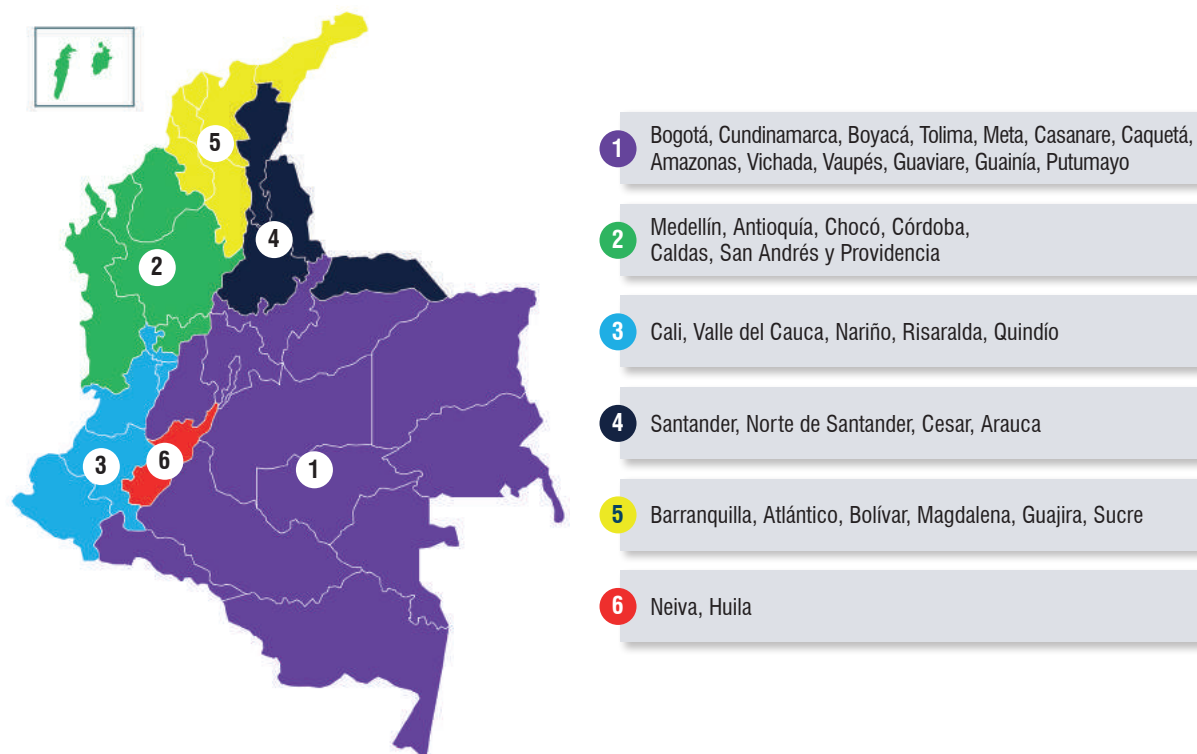 5
2
4
3
6
1
1 Bogotá, Cundinamarca, Boyacá, Tolima, Meta, Casanare, Caquetá,
Amazonas, Vichada, Vaupés, Guaviare, Guainía, Putumayo
2 Medellín, Antioquía, Chocó, Córdoba,
Caldas, San Andrés y Providencia
3 Cali, Valle del Cauca, Nariño, Risaralda, Quindío
4 Santander, Norte de Santander, Cesar, Arauca
5 Barranquilla, Atlántico, Bolívar, Magdalena, Guajira, Sucre
6 Neiva, Huila